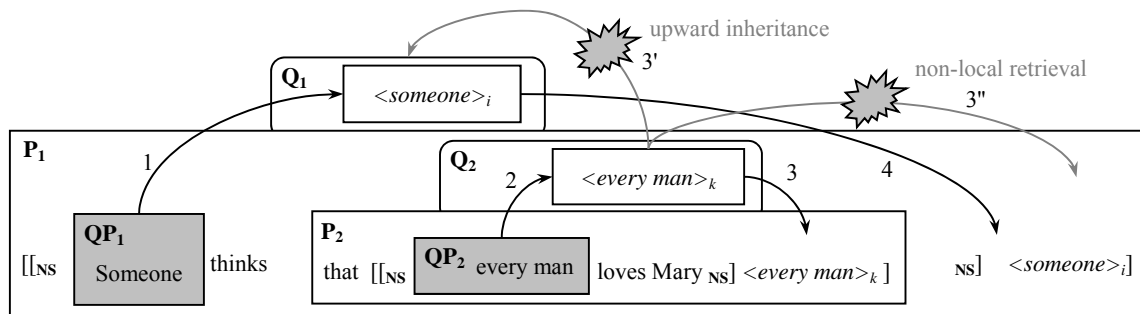 upward inheritance
3'
Q1
<someone>i
non-local retrieval
3"
P1
1
Q2
<every man>k
2
3
4
QP1
Someone
P2
QP2 every man
[[NS
thinks
that [[NS
loves Mary NS] <every man>k ]
NS] <someone>i]